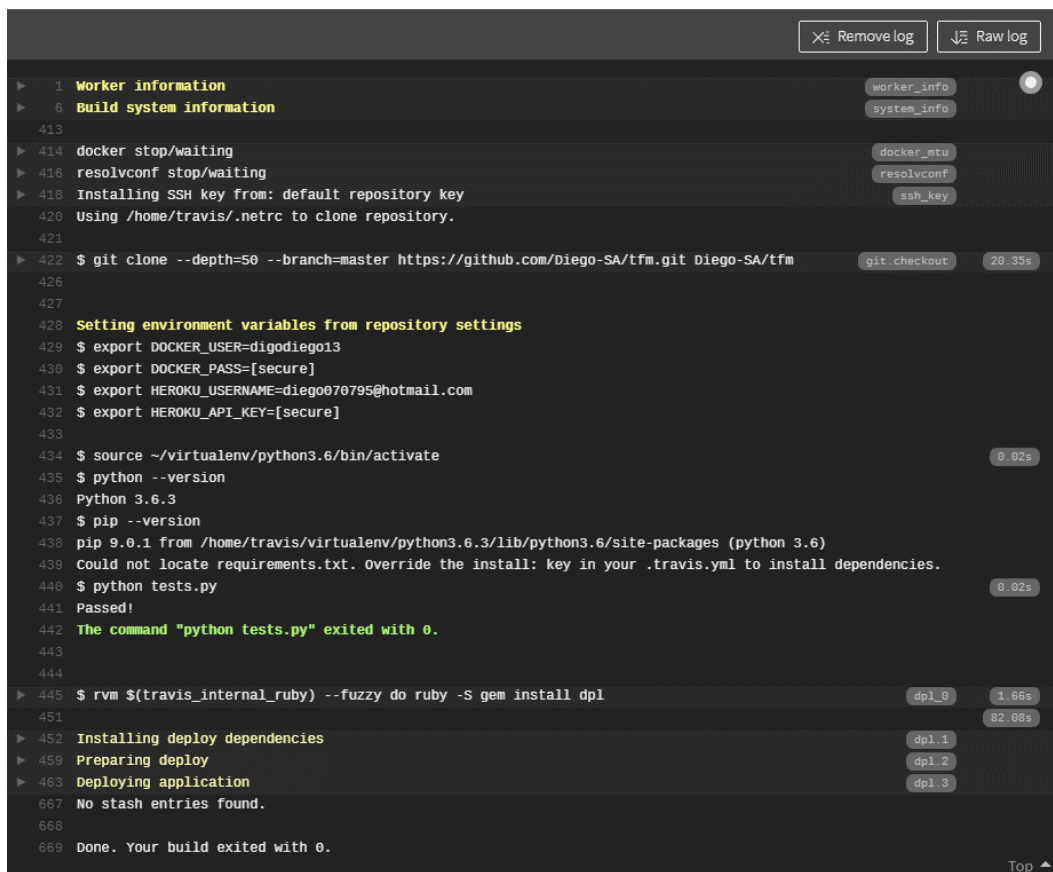 Remove log Raw log
1 Worker information worker_info
6 Build system information system_info
413
414 docker stop/waiting docker_mtu
416 resolvconf stop/waiting resolvconf
418 Installing SSH key from: default repository key ssh_key
420 Using /home/travis/.netrc to clone repository.
421
422 $ git clone --depth=50 --branch=master https://github.com/Diego-SA/tfm.git Diego-SA/tfm git.checkout 20.35s
426
427
428 Setting environment variables from repository settings
429 $ export DOCKER_USER=digodiego13
430 $ export DOCKER_PASS=[secure]
431 $ export HEROKU_USERNAME=diego070795@hotmail.com
432 $ export HEROKU_API_KEY=[secure]
433
434 $ source ~/virtualenv/python3.6/bin/activate 0.02s
435 $ python --version
436 Python 3.6.3
437 $ pip --version
438 pip 9.0.1 from /home/travis/virtualenv/python3.6.3/lib/python3.6/site-packages (python 3.6)
439 Could not locate requirements.txt. Override the install: key in your .travis.yml to install dependencies.
440 $ python tests.py 0.02s
441 Passed!
442 The command "python tests.py" exited with 0.
443
444
445 $ rvm $(travis_internal_ruby) --fuzzy do ruby -S gem install dpl dpl_0 1.66s
451 82.08s
452 Installing deploy dependencies dpl.1
459 Preparing deploy dpl.2
463 Deploying application dpl.3
667 No stash entries found.
668
669 Done. Your build exited with 0.
Top